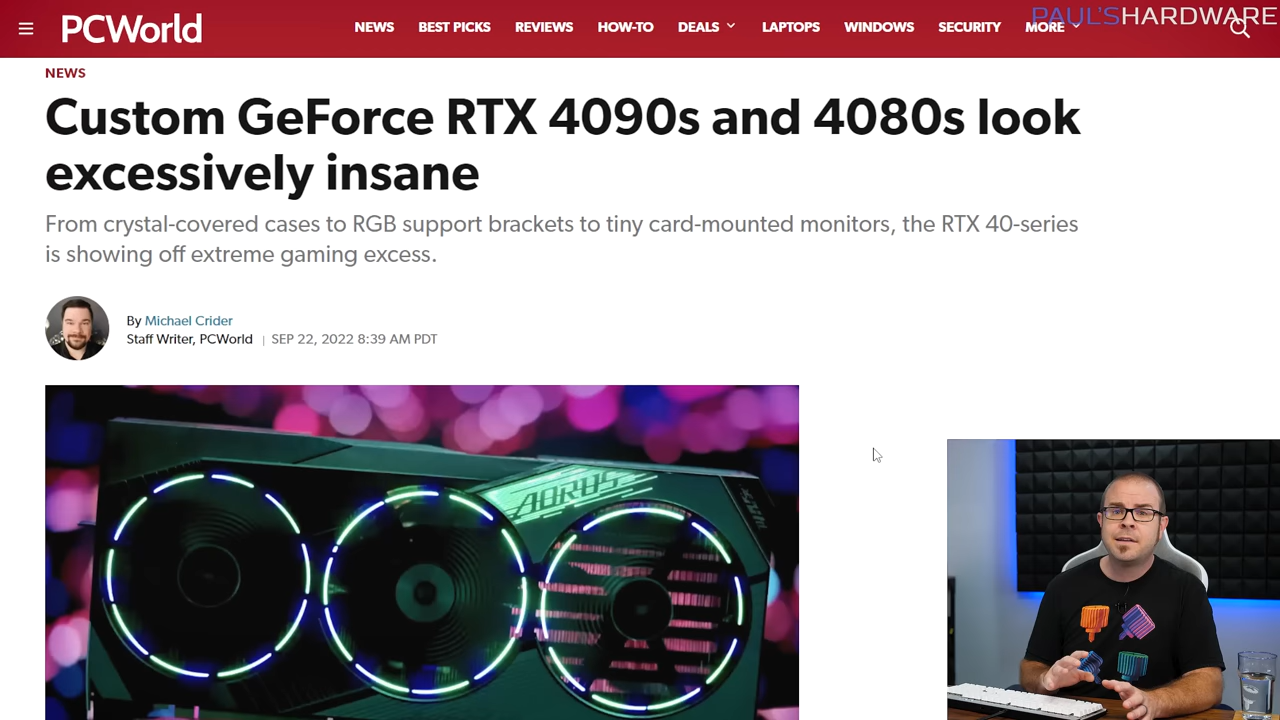 PCWorld
NEWS BEST PICKS REVIEWS HOW-TO DEALS LAPTOPS WINDOWS SECURITY MORE
PAUL'SHARDWARE
NEWS
Custom GeForce RTX 4090s and 4080s look
excessively insane
From crystal-covered cases to RGB support brackets to tiny card-mounted monitors, the RTX 40-series
is showing off extreme gaming excess.
By Michael Crider
Staff Writer, PCWorld | SEP 22, 2022 8:39 AM PDT
AORUS